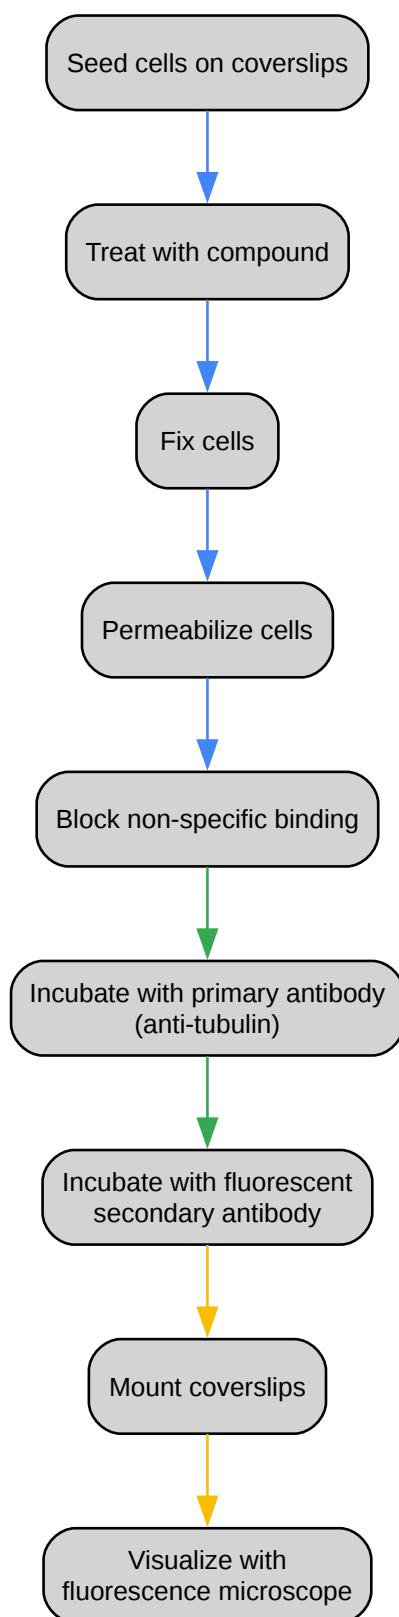 Seed cells on coverslips
Treat with compound
Fix cells
Permeabilize cells
Block non-specific binding
Incubate with primary antibody
(anti-tubulin)
Incubate with fluorescent
secondary antibody
Mount coverslips
Visualize with
fluorescence microscope